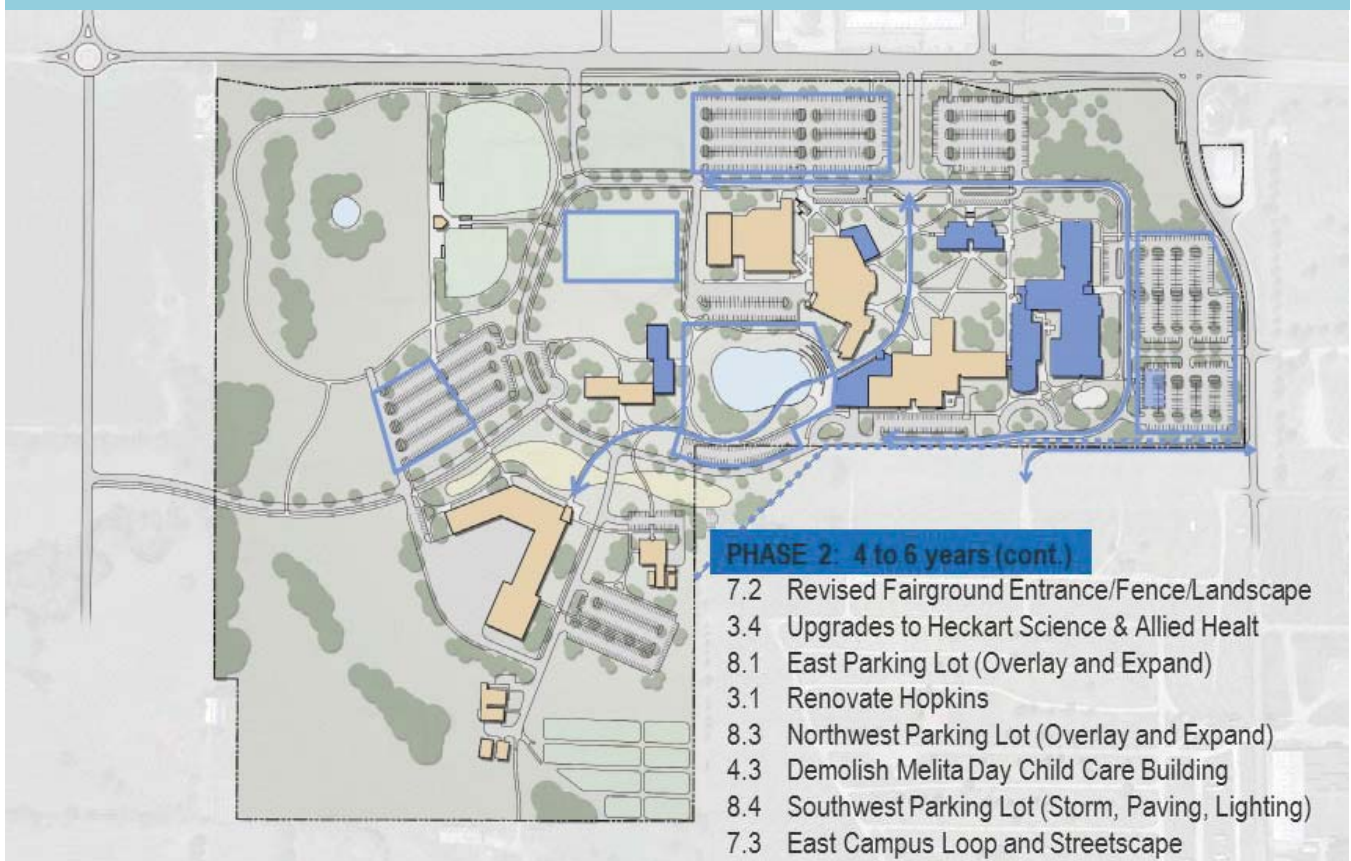 PHASE 2: 4 to 6 years (cont.)
7.2 Revised Fairground Entrance/Fence/Landscape
3.4 Upgrades to Heckart Science & Allied Healt
8.1 East Parking Lot (Overlay and Expand)
3.1 Renovate Hopkins
8.3 Northwest Parking Lot (Overlay and Expand)
4.3 Demolish Melita Day Child Care Building
8.4 Southwest Parking Lot (Storm, Paving, Lighting)
7.3 East Campus Loop and Streetscape